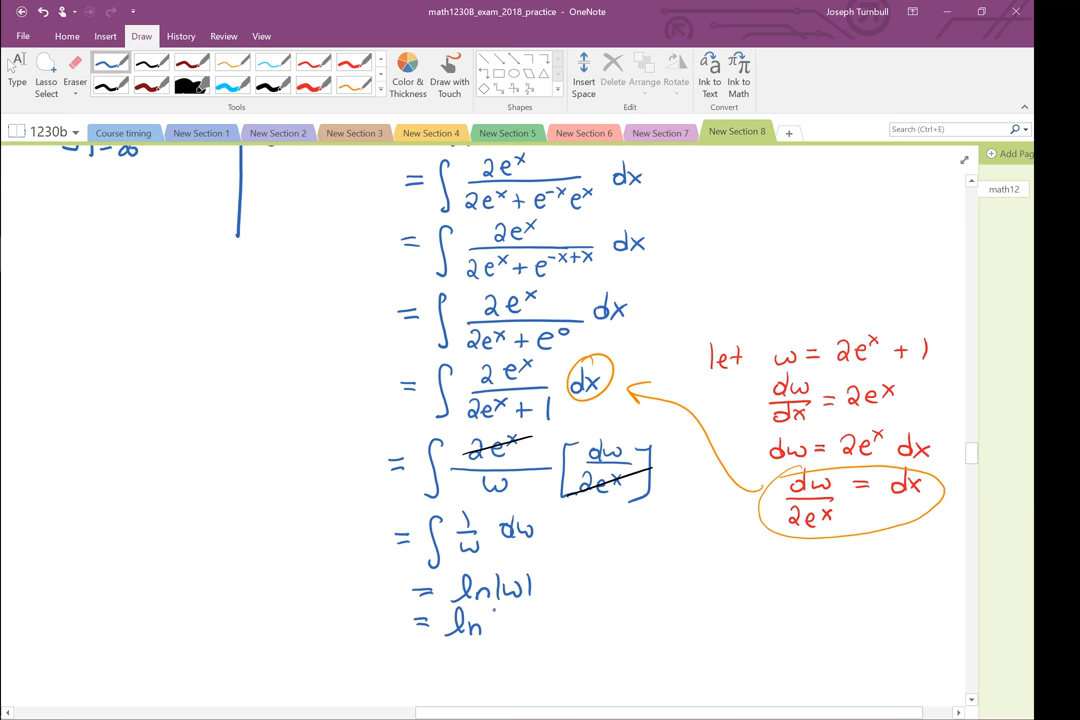 math1230B_exam_2018_practice - OneNote
Joseph Turnbull
File Home Insert Draw History Review View
Type
Lasso Select
Eraser
Color & Thickness
Draw with Touch
Insert Space
Delete
Arrange
Rotate
Ink to Text
Ink to Math
Tools
Shapes
Edit
Convert
1230b
Course timing
New Section 1
New Section 2
New Section 3
New Section 4
New Section 5
New Section 6
New Section 7
New Section 8
Search (Ctrl+E)
Add Pag
math12
= ∫ 2e^x / (2e^x + e^-x e^x) dx
= ∫ 2e^x / (2e^x + e^(-x+x)) dx
= ∫ 2e^x / (2e^x + e^0) dx
= ∫ 2e^x / (2e^x + 1) dx
= ∫ 2e^x / w [dw / 2e^x]
= ∫ 1/w dw
= ln|w|
= ln
let w = 2e^x + 1
dw/dx = 2e^x
dw = 2e^x dx
dw / 2e^x = dx